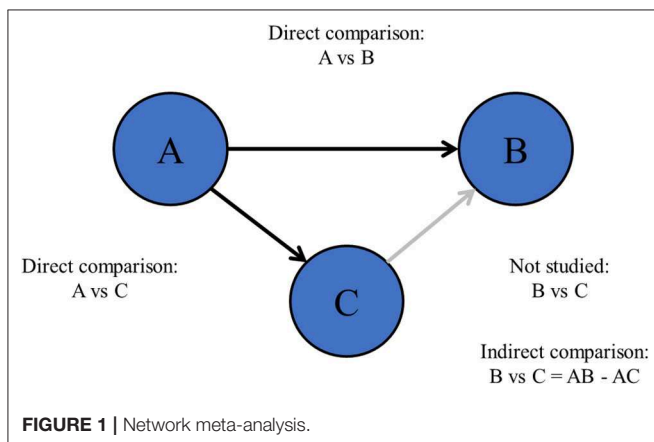 Direct comparison:
A vs B
A
B
Direct comparison:
A vs C
C
Not studied:
B vs C
Indirect comparison:
B vs C = AB - AC
FIGURE 1 | Network meta-analysis.